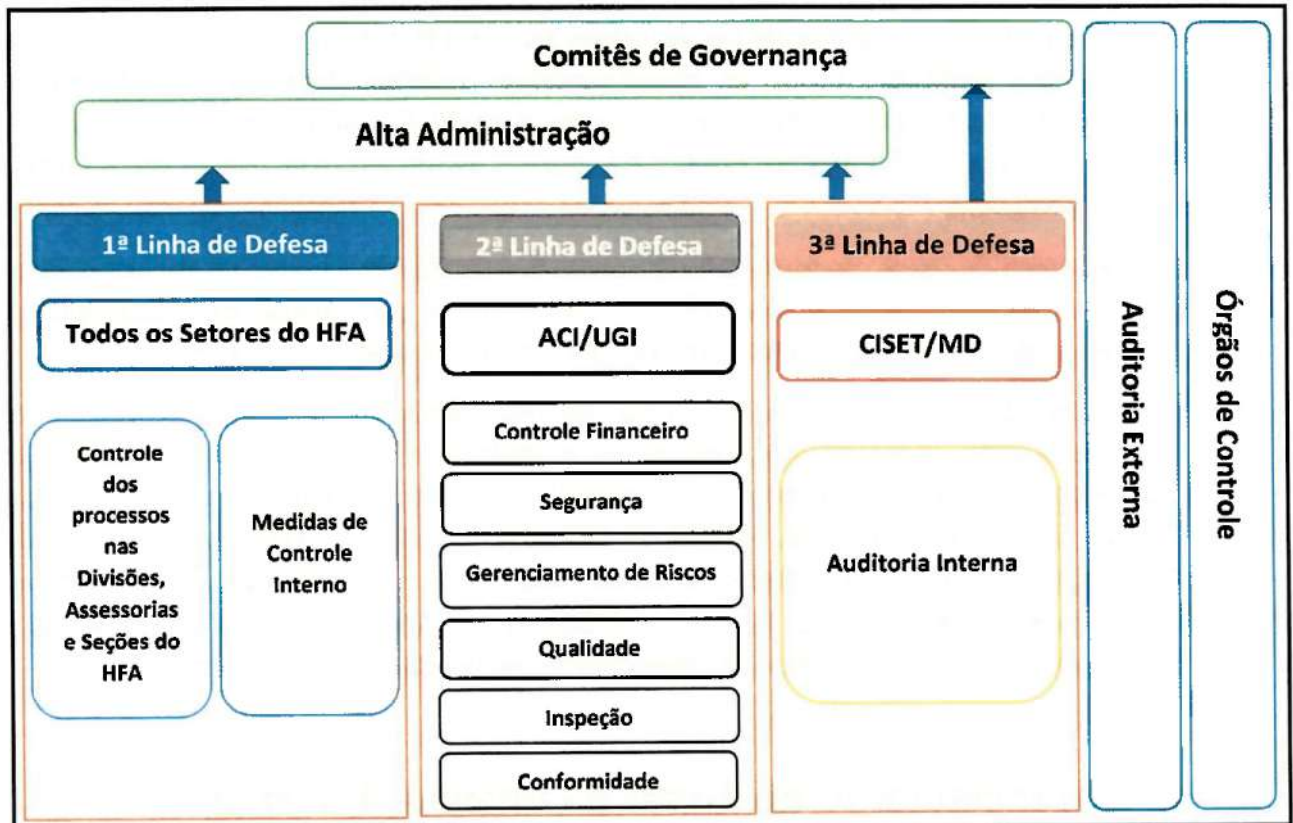 Comitês de Governança
Alta Administração
1ª Linha de Defesa
Todos os Setores do HFA
Controle
dos
processos
nas
Divisões,
Assessorias
e Seções do
HFA
Medidas de
Controle
Interno
2ª Linha de Defesa
ACI/UGI
Controle Financeiro
Segurança
Gerenciamento de Riscos
Qualidade
Inspeção
Conformidade
3ª Linha de Defesa
CISET/MD
Auditoria Interna
Auditoria Externa
Órgãos de Controle